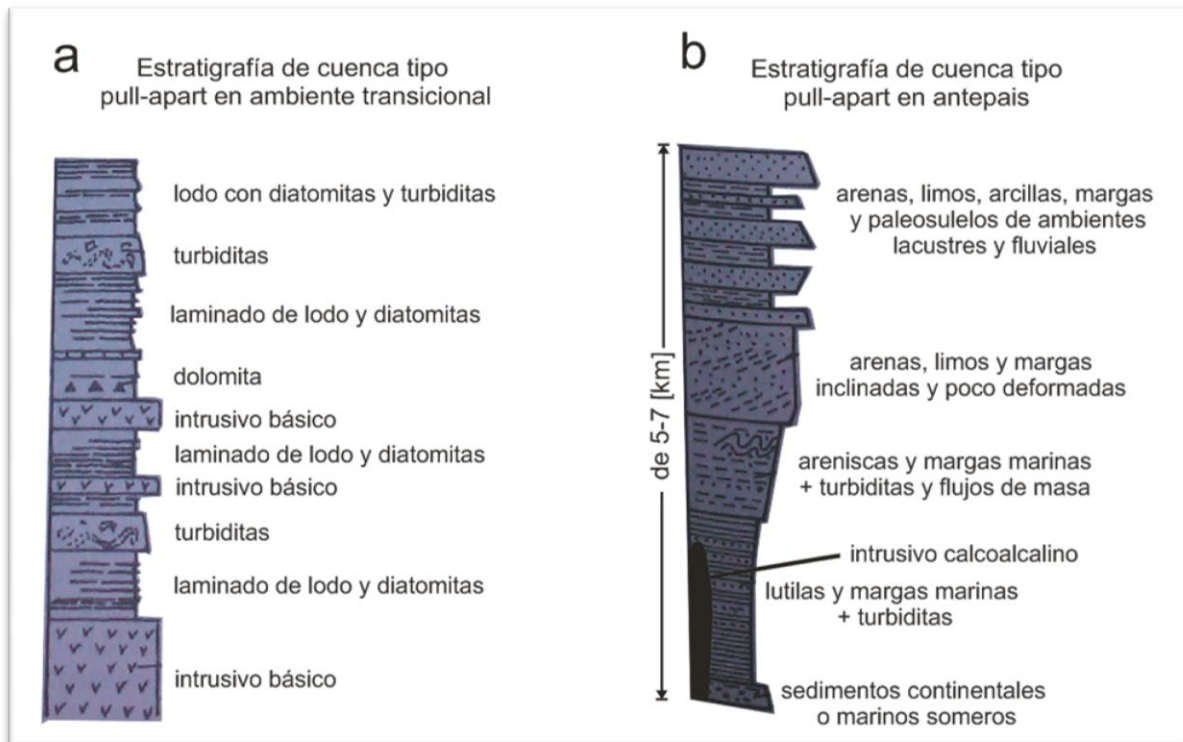 a
Estratigrafía de cuenca tipo
pull-apart en ambiente transicional
lodo con diatomitas y turbiditas
turbiditas
laminado de lodo y diatomitas
dolomita
intrusivo básico
laminado de lodo y diatomitas
intrusivo básico
turbiditas
laminado de lodo y diatomitas
intrusivo básico
b
Estratigrafía de cuenca tipo
pull-apart en antepais
de 5-7 [km]
arenas, limos, arcillas, margas
y paleosulelos de ambientes
lacustres y fluviales
arenas, limos y margas
inclinadas y poco deformadas
areniscas y margas marinas
+ turbiditas y flujos de masa
intrusivo calcoalcalino
lutilas y margas marinas
+ turbiditas
sedimentos continentales
o marinos someros